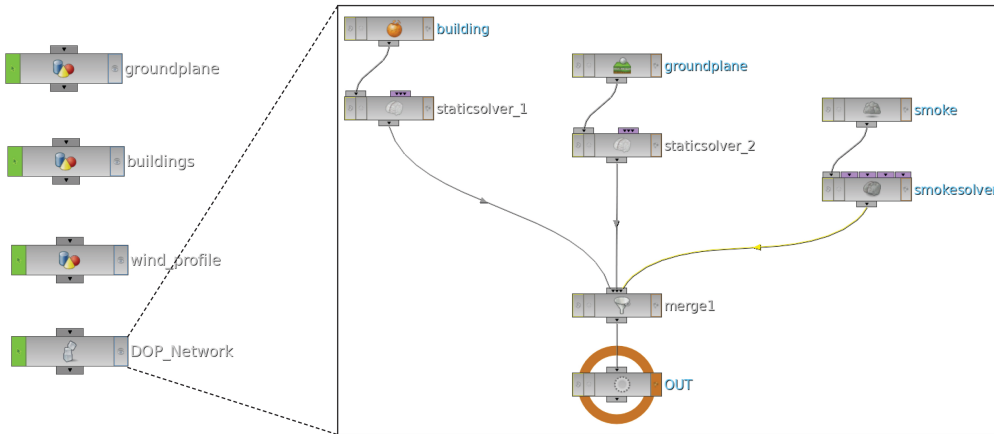 groundplane
buildings
wind_profile
DOP_Network
building
staticsolver_1
groundplane
staticsolver_2
smoke
smokesolver
merge1
OUT